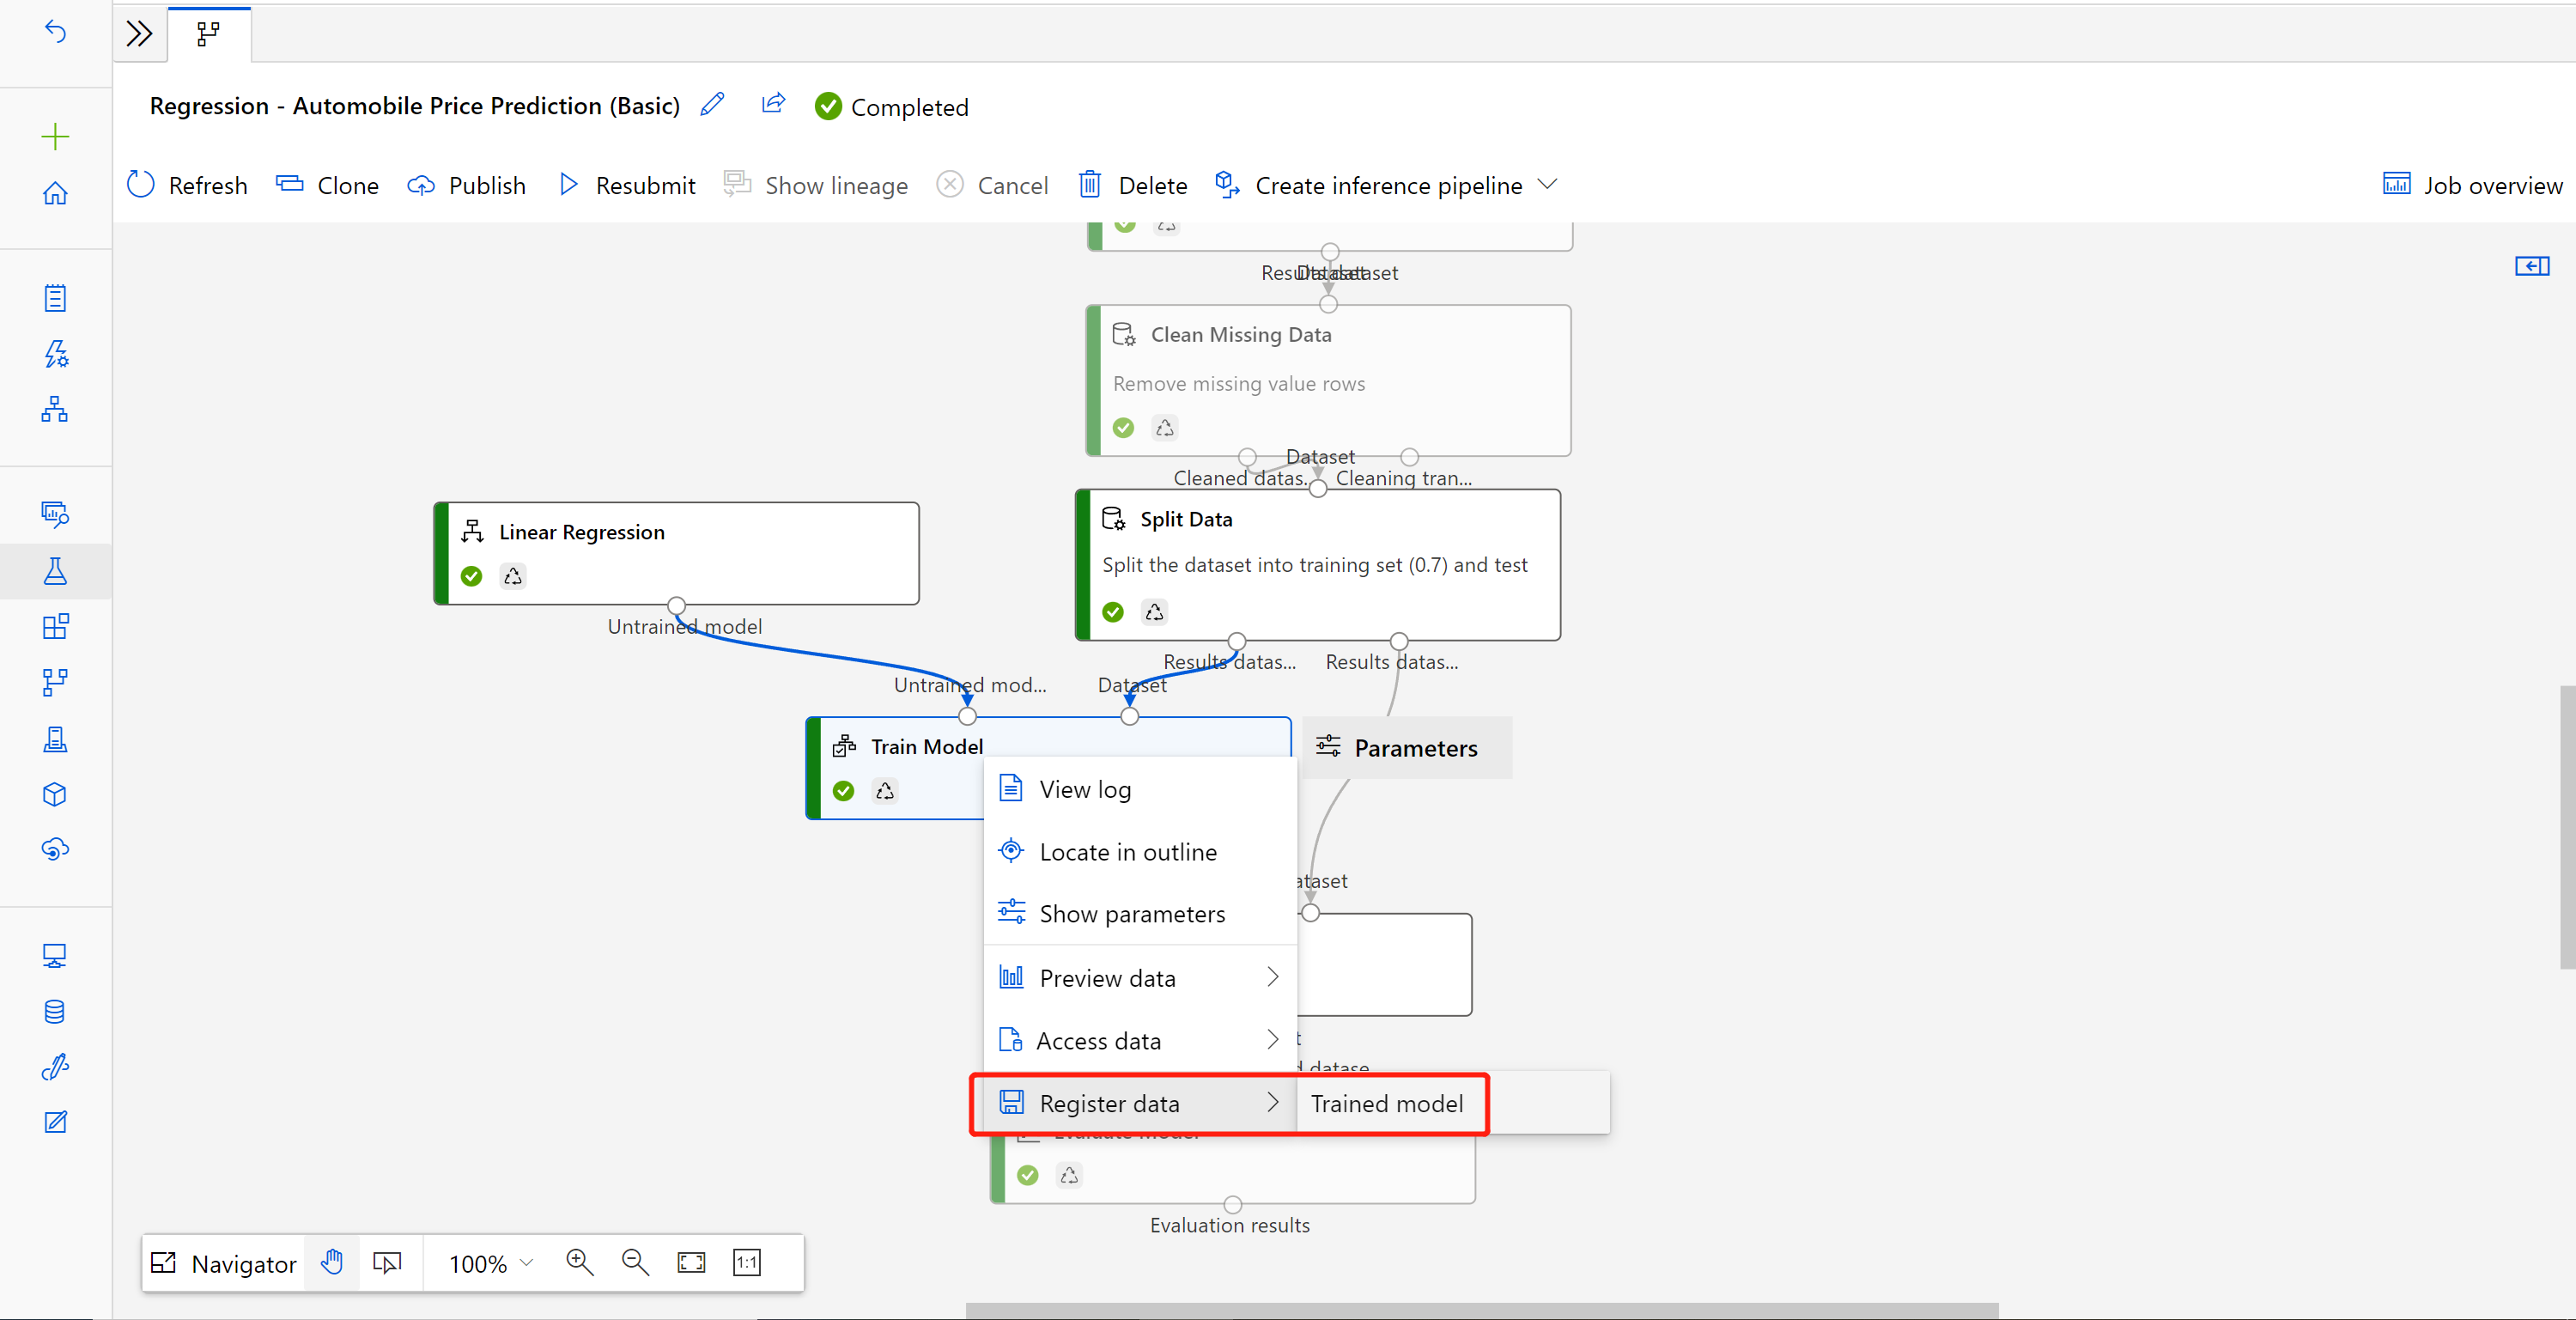 Regression - Automobile Price Prediction (Basic)
Completed
Refresh
Clone
Publish
Resubmit
Show lineage
Cancel
Delete
Create inference pipeline
Job overview
Results dataset
Dataset
Clean Missing Data
Remove missing value rows
Dataset
Cleaned datas...
Cleaning tran...
Linear Regression
Split Data
Split the dataset into training set (0.7) and test
Untrained model
Results datas...
Results datas...
Untrained mod...
Dataset
Train Model
Parameters
View log
Locate in outline
ataset
Show parameters
Preview data
Access data
t
d datase
Register data
Trained model
Evaluate Model
Evaluation results
Navigator
100%
1:1